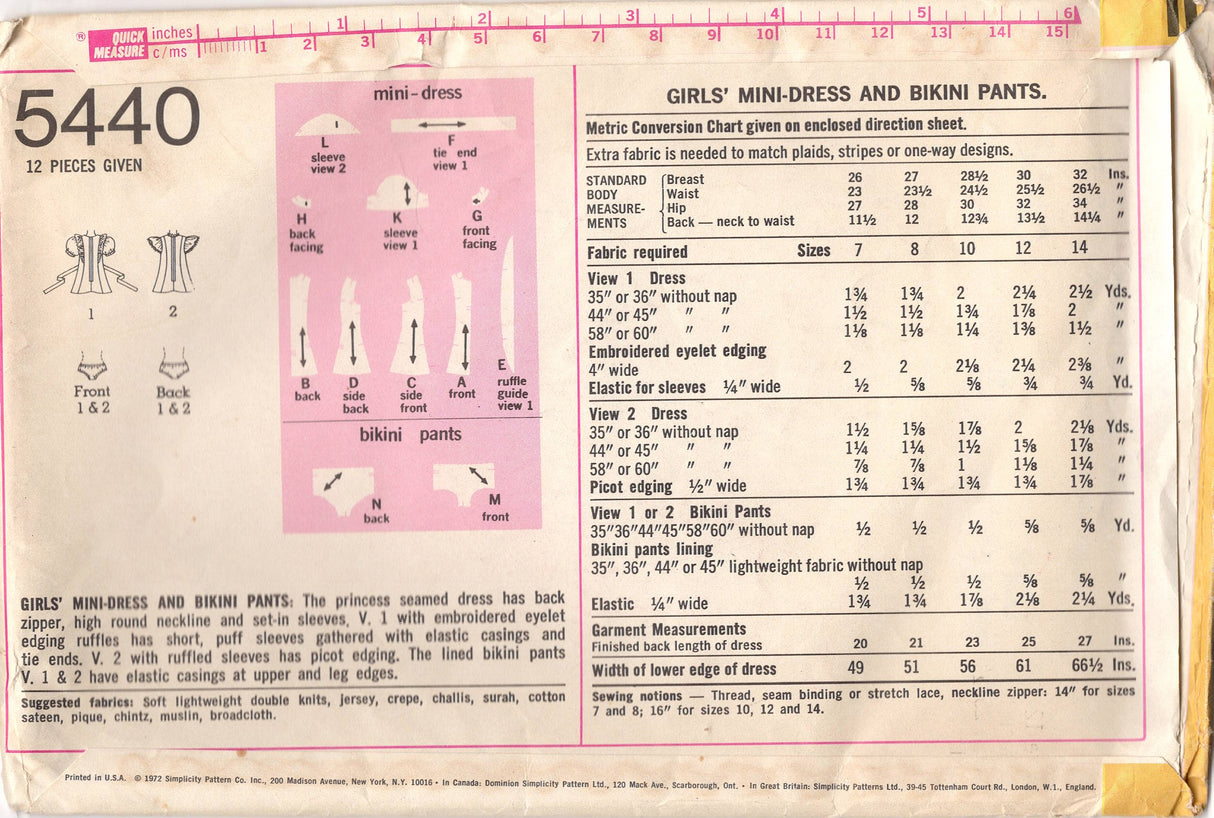 ® QUICK MEASURE inches 1 2 3 4 5 6
c/ms 1 2 3 4 5 6 7 8 9 10 11 12 13 14 15
5440
12 PIECES GIVEN
1 2
Front
1 & 2
Back
1 & 2
mini-dress
L
sleeve
view 2
F
tie end
view 1
H
back
facing
K
sleeve
view 1
G
front
facing
B
back
D
side
back
C
side
front
A
front
E
ruffle
guide
view 1
bikini pants
N
back
M
front
GIRLS' MINI-DRESS AND BIKINI PANTS: The princess seamed dress has back
zipper, high round neckline and set-in sleeves. V. 1 with embroidered eyelet
edging ruffles has short, puff sleeves gathered with elastic casings and
tie ends. V. 2 with ruffled sleeves has picot edging. The lined bikini pants
V. 1 & 2 have elastic casings at upper and leg edges.
Suggested fabrics: Soft lightweight double knits, jersey, crepe, challis, surah, cotton
sateen, pique, chintz, muslin, broadcloth.
GIRLS' MINI-DRESS AND BIKINI PANTS.
Metric Conversion Chart given on enclosed direction sheet.
Extra fabric is needed to match plaids, stripes or one-way designs.
STANDARD BODY MEASURE-MENTS
Breast 26 27 28½ 30 32 Ins.
Waist 23 23½ 24½ 25½ 26½ "
Hip 27 28 30 32 34 "
Back — neck to waist 11½ 12 12¾ 13½ 14¼ "
Fabric required Sizes 7 8 10 12 14
View 1 Dress
35" or 36" without nap 1¾ 1¾ 2 2¼ 2½ Yds.
44" or 45" " " 1½ 1½ 1¾ 1⅞ 2 "
58" or 60" " " 1⅛ 1⅛ 1¼ 1⅜ 1½ "
Embroidered eyelet edging
4" wide 2 2 2⅛ 2¼ 2⅜ "
Elastic for sleeves ¼" wide ½ ⅝ ⅝ ¾ ¾ Yd.
View 2 Dress
35" or 36" without nap 1½ 1⅝ 1⅞ 2 2⅛ Yds.
44" or 45" " " 1¼ 1¼ 1½ 1⅝ 1⅞ "
58" or 60" " " ⅞ ⅞ 1 1⅛ 1¼ "
Picot edging ½" wide 1¾ 1¾ 1¾ 1¾ 1⅞ "
View 1 or 2 Bikini Pants
35"36"44"45"58"60" without nap ½ ½ ½ ⅝ ⅝ Yd.
Bikini pants lining
35", 36", 44" or 45" lightweight fabric without nap
½ ½ ½ ⅝ ⅝ "
Elastic ¼" wide 1¾ 1¾ 1⅞ 2⅛ 2¼ Yds.
Garment Measurements
Finished back length of dress 20 21 23 25 27 Ins.
Width of lower edge of dress 49 51 56 61 66½ Ins.
Sewing notions — Thread, seam binding or stretch lace, neckline zipper: 14" for sizes
7 and 8; 16" for sizes 10, 12 and 14.
Printed in U.S.A. © 1972 Simplicity Pattern Co. Inc., 200 Madison Avenue, New York, N.Y. 10016 • In Canada: Dominion Simplicity Pattern Ltd., 120 Mack Ave., Scarborough, Ont. • In Great Britain: Simplicity Patterns Ltd., 39-45 Tottenham Court Rd., London, W.1., England.